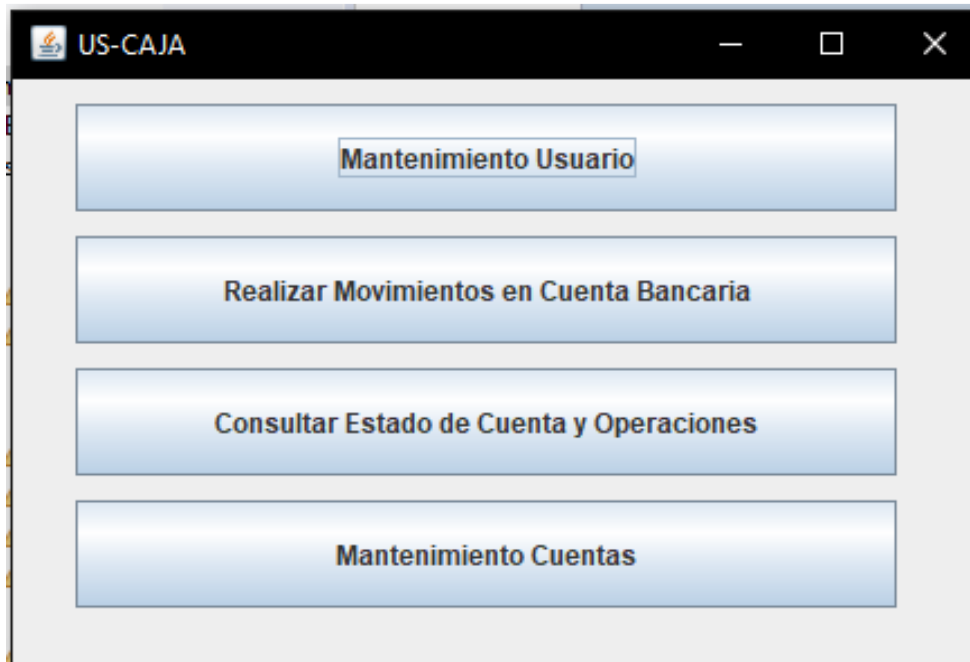 US-CAJA
Mantenimiento Usuario
Realizar Movimientos en Cuenta Bancaria
Consultar Estado de Cuenta y Operaciones
Mantenimiento Cuentas